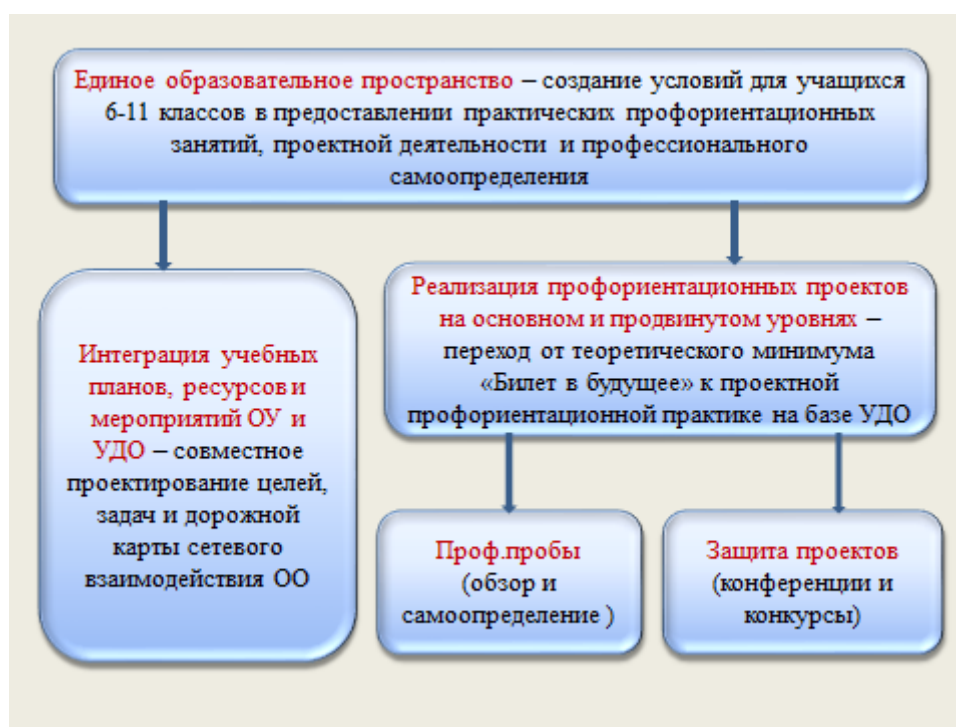 Единое образовательное пространство – создание условий для учащихся
6-11 классов в предоставлении практических профориентационных
занятий, проектной деятельности и профессионального
самоопределения
Интеграция учебных
планов, ресурсов и
мероприятий ОУ и
УДО – совместное
проектирование целей,
задач и дорожной
карты сетевого
взаимодействия ОО
Реализация профориентационных проектов
на основном и продвинутом уровнях –
переход от теоретического минимума
«Билет в будущее» к проектной
профориентационной практике на базе УДО
Проф.пробы
(обзор и
самоопределение )
Защита проектов
(конференции и
конкурсы)